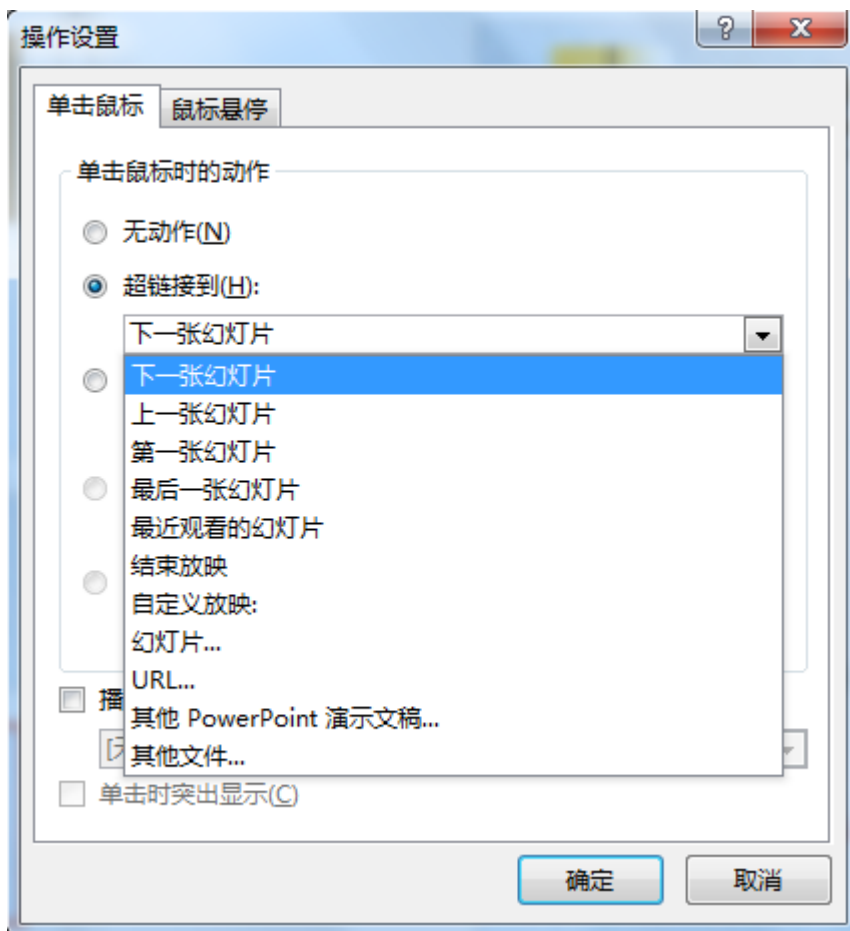 操作设置
单击鼠标
鼠标悬停
单击鼠标时的动作
无动作(N)
超链接到(H):
下一张幻灯片
下一张幻灯片
上一张幻灯片
第一张幻灯片
最后一张幻灯片
最近观看的幻灯片
结束放映
自定义放映:
幻灯片...
URL...
其他 PowerPoint 演示文稿...
其他文件...
播
单击时突出显示(C)
确定
取消